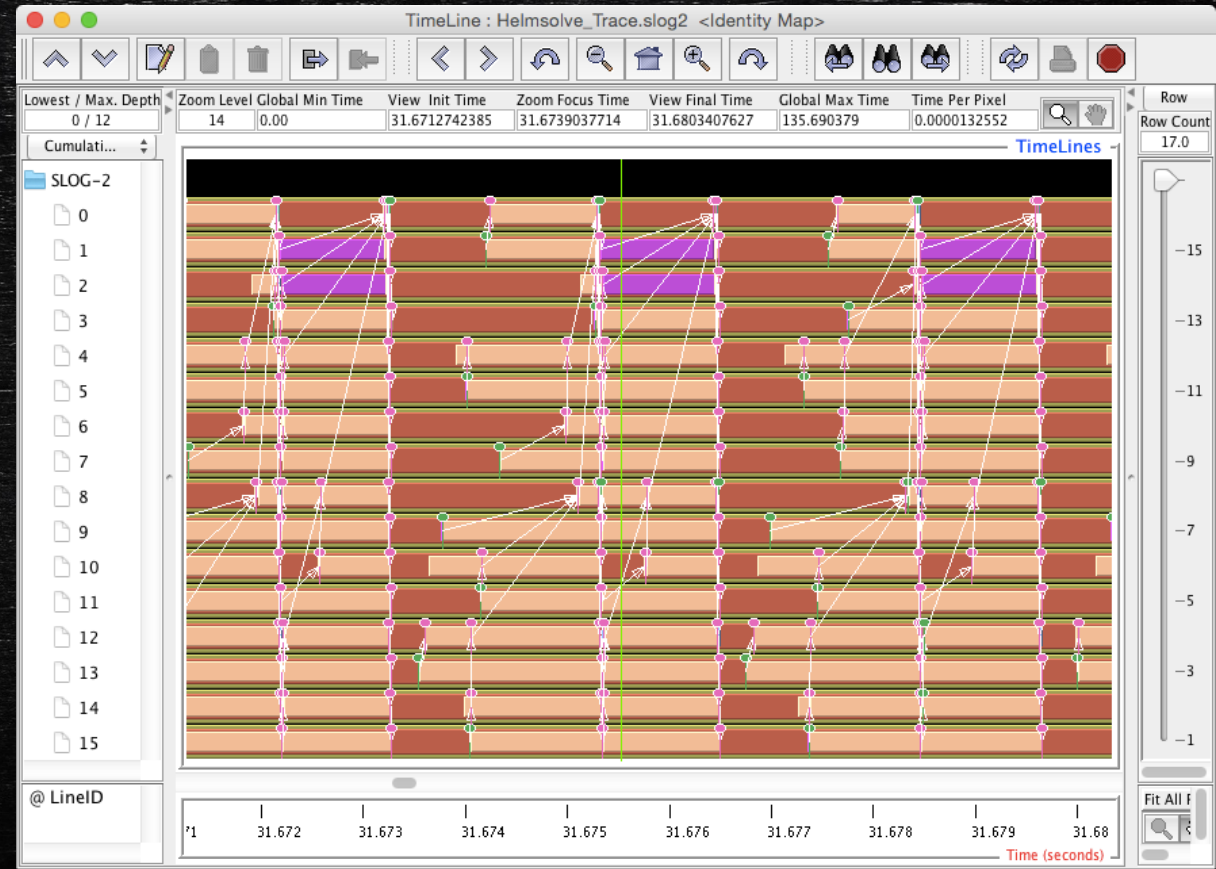 TimeLine : Helmsolve_Trace.slog2 <Identity Map>
Lowest / Max. Depth
0 / 12
Zoom Level
14
Global Min Time
0.00
View Init Time
31.6712742385
Zoom Focus Time
31.6739037714
View Final Time
31.6803407627
Global Max Time
135.690379
Time Per Pixel
0.0000132552
Row
Row Count
17.0
Cumulati...
TimeLines
SLOG-2
0
1
2
3
4
5
6
7
8
9
10
11
12
13
14
15
−15
−13
−11
−9
−7
−5
−3
−1
@ LineID
Fit All
'1
31.672
31.673
31.674
31.675
31.676
31.677
31.678
31.679
31.68
Time (seconds)